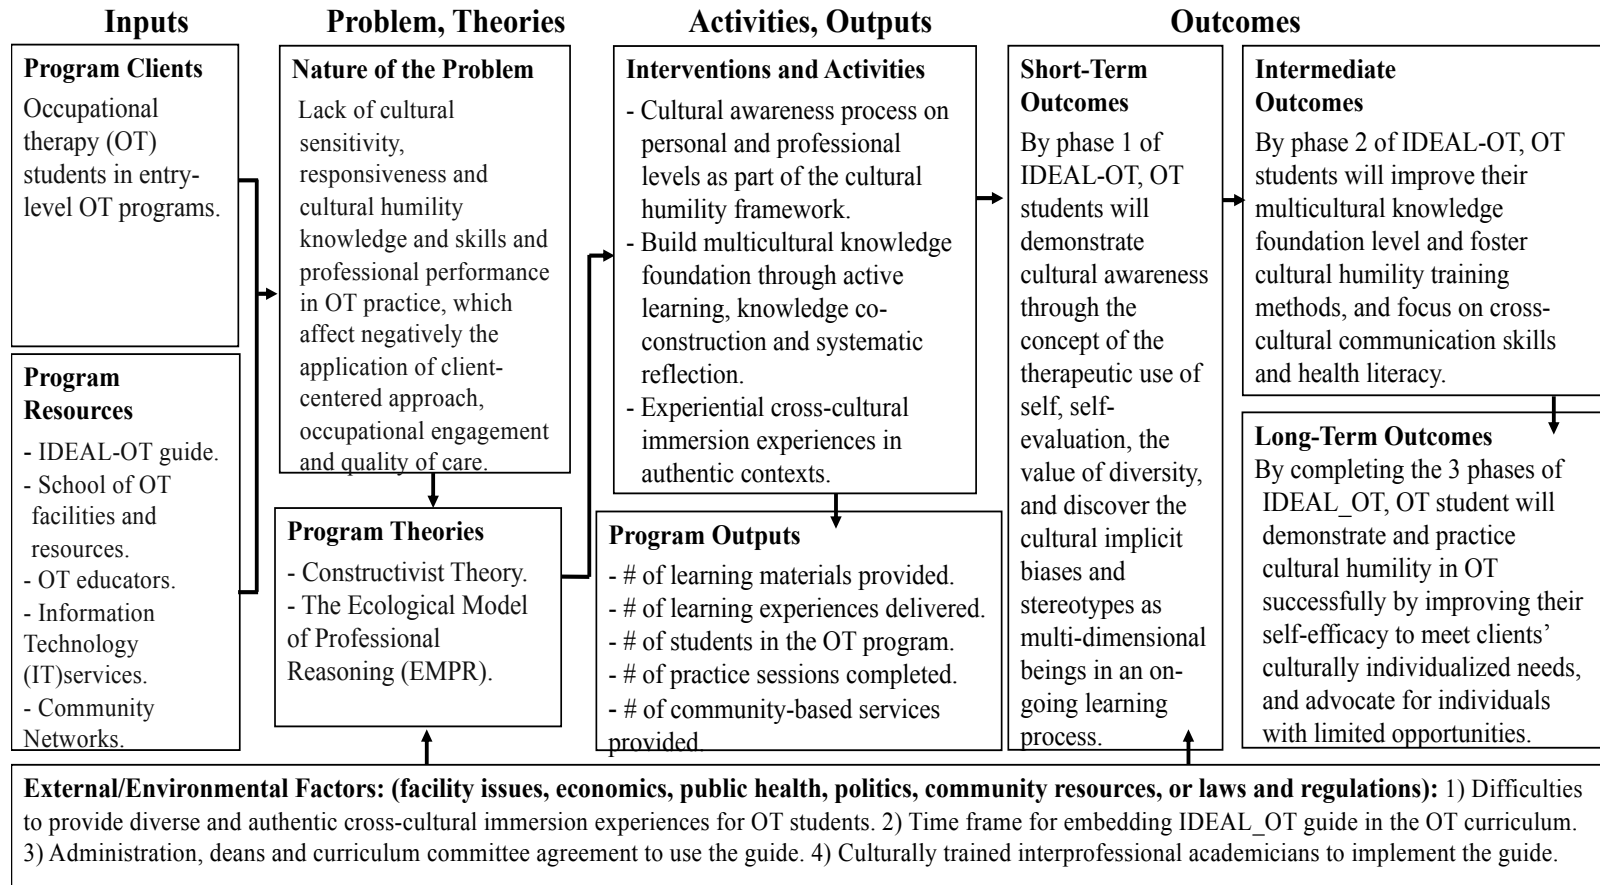 Inputs
Problem, Theories
Activities, Outputs
Outcomes
Program Clients
Occupational
therapy (OT)
students in entry-
level OT programs.
Program
Resources
- IDEAL-OT guide.
- School of OT
facilities and
resources.
- OT educators.
- Information
Technology
(IT)services.
- Community
Networks.
Nature of the Problem
Lack of cultural
sensitivity,
responsiveness and
cultural humility
knowledge and skills and
professional performance
in OT practice, which
affect negatively the
application of client-
centered approach,
occupational engagement
and quality of care.
Program Theories
- Constructivist Theory.
- The Ecological Model
of Professional
Reasoning (EMPR).
Interventions and Activities
- Cultural awareness process on
personal and professional
levels as part of the cultural
humility framework.
- Build multicultural knowledge
foundation through active
learning, knowledge co-
construction and systematic
reflection.
- Experiential cross-cultural
immersion experiences in
authentic contexts.
Program Outputs
- # of learning materials provided.
- # of learning experiences delivered.
- # of students in the OT program.
- # of practice sessions completed.
- # of community-based services
provided.
Short-Term
Outcomes
By phase 1 of
IDEAL-OT, OT
students will
demonstrate
cultural awareness
through the
concept of the
therapeutic use of
self, self-
evaluation, the
value of diversity,
and discover the
cultural implicit
biases and
stereotypes as
multi-dimensional
beings in an on-
going learning
process.
Intermediate
Outcomes
By phase 2 of IDEAL-OT, OT
students will improve their
multicultural knowledge
foundation level and foster
cultural humility training
methods, and focus on cross-
cultural communication skills
and health literacy.
Long-Term Outcomes
By completing the 3 phases of
IDEAL_OT, OT student will
demonstrate and practice
cultural humility in OT
successfully by improving their
self-efficacy to meet clients’
culturally individualized needs,
and advocate for individuals
with limited opportunities.
External/Environmental Factors: (facility issues, economics, public health, politics, community resources, or laws and regulations): 1) Difficulties
to provide diverse and authentic cross-cultural immersion experiences for OT students. 2) Time frame for embedding IDEAL_OT guide in the OT curriculum.
3) Administration, deans and curriculum committee agreement to use the guide. 4) Culturally trained interprofessional academicians to implement the guide.